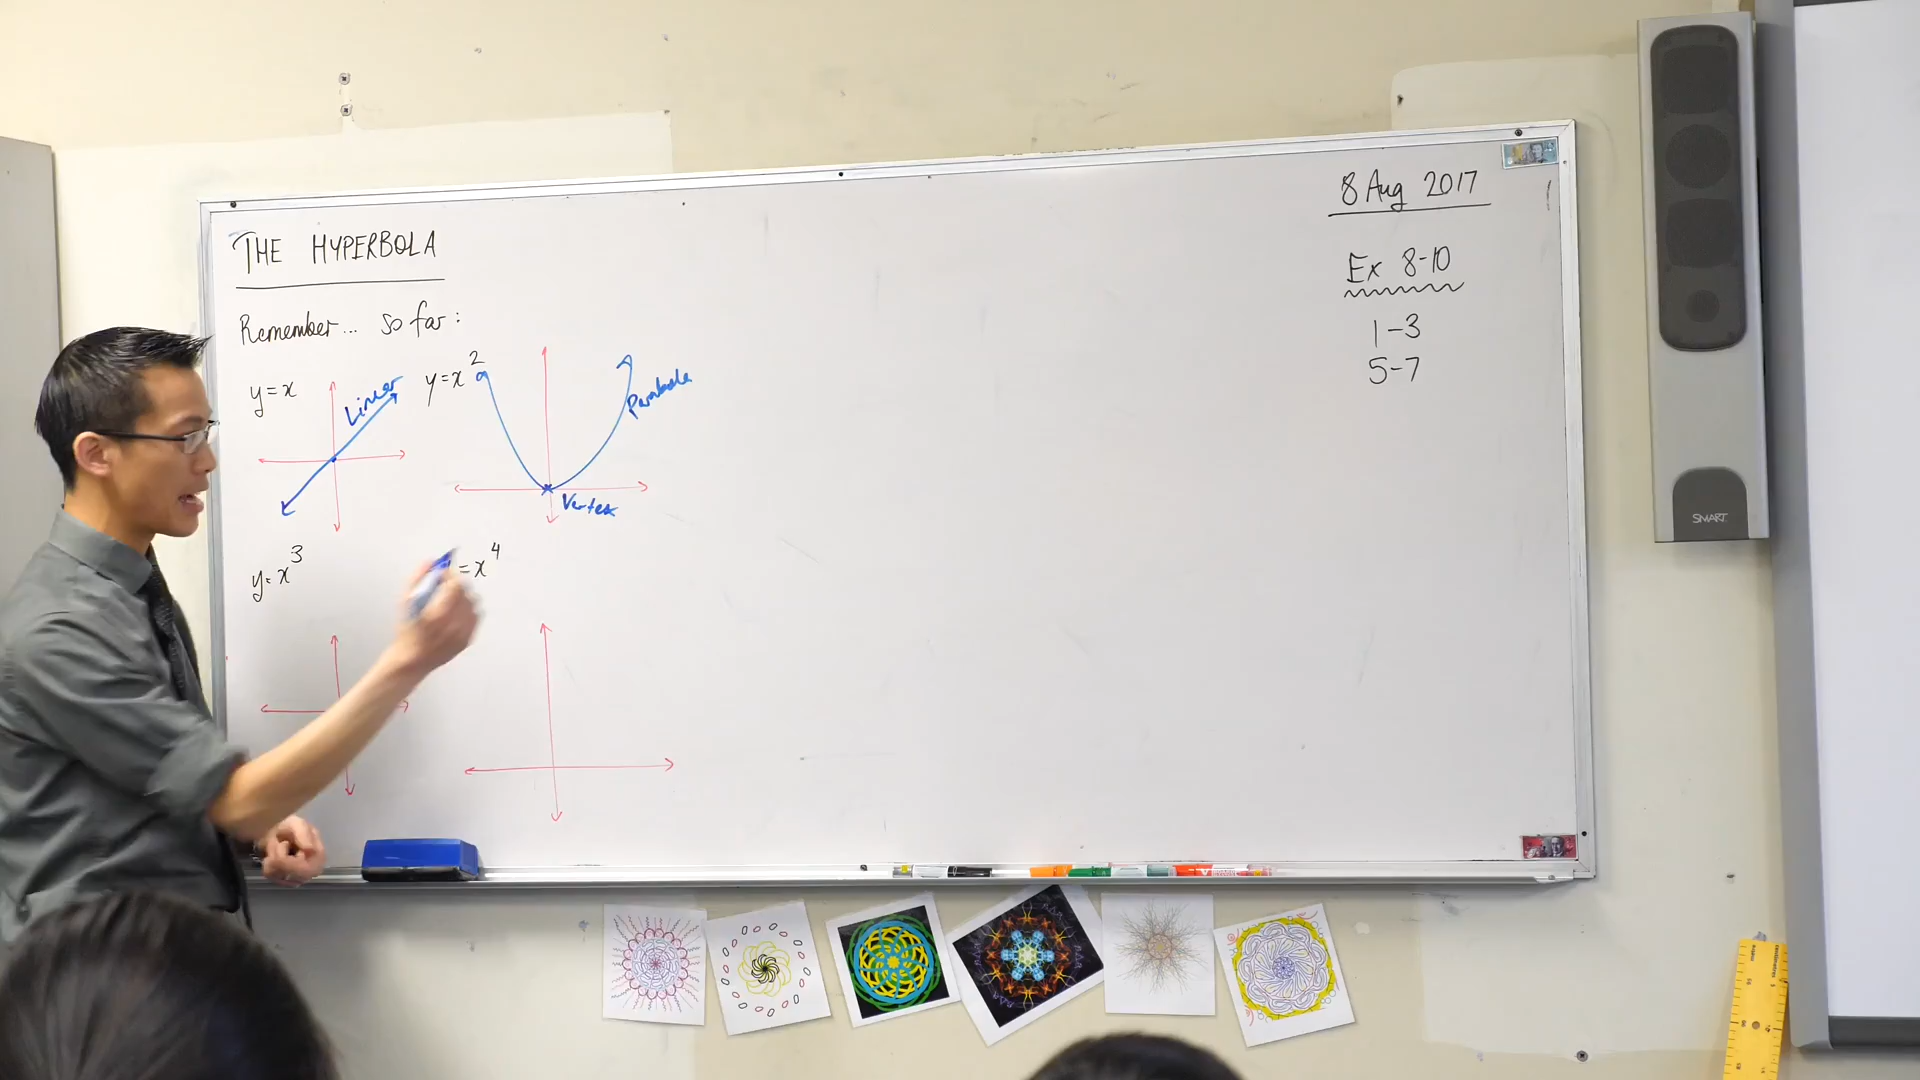 THE HYPERBOLA
Remember... so far:
y=x
Linear
y=x²
Parabola
Vertex
y=x³
=x⁴
8 Aug 2017
Ex 8-10
1-3
5-7
SMART